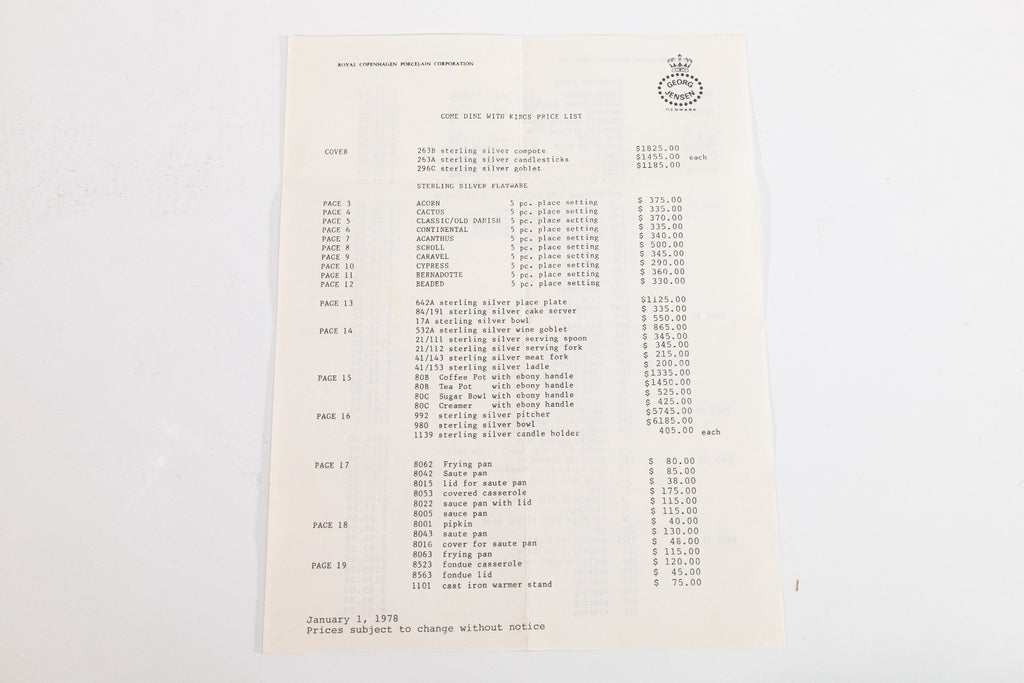 ROYAL COPENHAGEN PORCELAIN CORPORATION
GEORG
JENSEN
DENMARK
COME DINE WITH KINGS PRICE LIST
COVER 263B sterling silver compote $1825.00
263A sterling silver candlesticks $1455.00 each
296C sterling silver goblet $1185.00
STERLING SILVER FLATWARE
PAGE 3 ACORN 5 pc. place setting $ 375.00
PAGE 4 CACTUS 5 pc. place setting $ 335.00
PAGE 5 CLASSIC/OLD DANISH 5 pc. place setting $ 370.00
PAGE 6 CONTINENTAL 5 pc. place setting $ 335.00
PAGE 7 ACANTHUS 5 pc. place setting $ 340.00
PAGE 8 SCROLL 5 pc. place setting $ 500.00
PAGE 9 CARAVEL 5 pc. place setting $ 345.00
PAGE 10 CYPRESS 5 pc. place setting $ 290.00
PAGE 11 BERNADOTTE 5 pc. place setting $ 360.00
PAGE 12 BEADED 5 pc. place setting $ 330.00
PAGE 13 642A sterling silver place plate $1125.00
84/191 sterling silver cake server $ 335.00
17A sterling silver bowl $ 550.00
PAGE 14 532A sterling silver wine goblet $ 865.00
21/111 sterling silver serving spoon $ 345.00
21/112 sterling silver serving fork $ 345.00
41/143 sterling silver meat fork $ 215.00
41/153 sterling silver ladle $ 200.00
PAGE 15 80B Coffee Pot with ebony handle $1335.00
80B Tea Pot with ebony handle $1450.00
80C Sugar Bowl with ebony handle $ 525.00
80C Creamer with ebony handle $ 425.00
PAGE 16 992 sterling silver pitcher $5745.00
980 sterling silver bowl $6185.00
1139 sterling silver candle holder 405.00 each
PAGE 17 8062 Frying pan $ 80.00
8042 Saute pan $ 85.00
8015 lid for saute pan $ 38.00
8053 covered casserole $ 175.00
8022 sauce pan with lid $ 115.00
8005 sauce pan $ 115.00
PAGE 18 8001 pipkin $ 40.00
8043 saute pan $ 130.00
8016 cover for saute pan $ 48.00
8063 frying pan $ 115.00
PAGE 19 8523 fondue casserole $ 120.00
8563 fondue lid $ 45.00
1101 cast iron warmer stand $ 75.00
January 1, 1978
Prices subject to change without notice